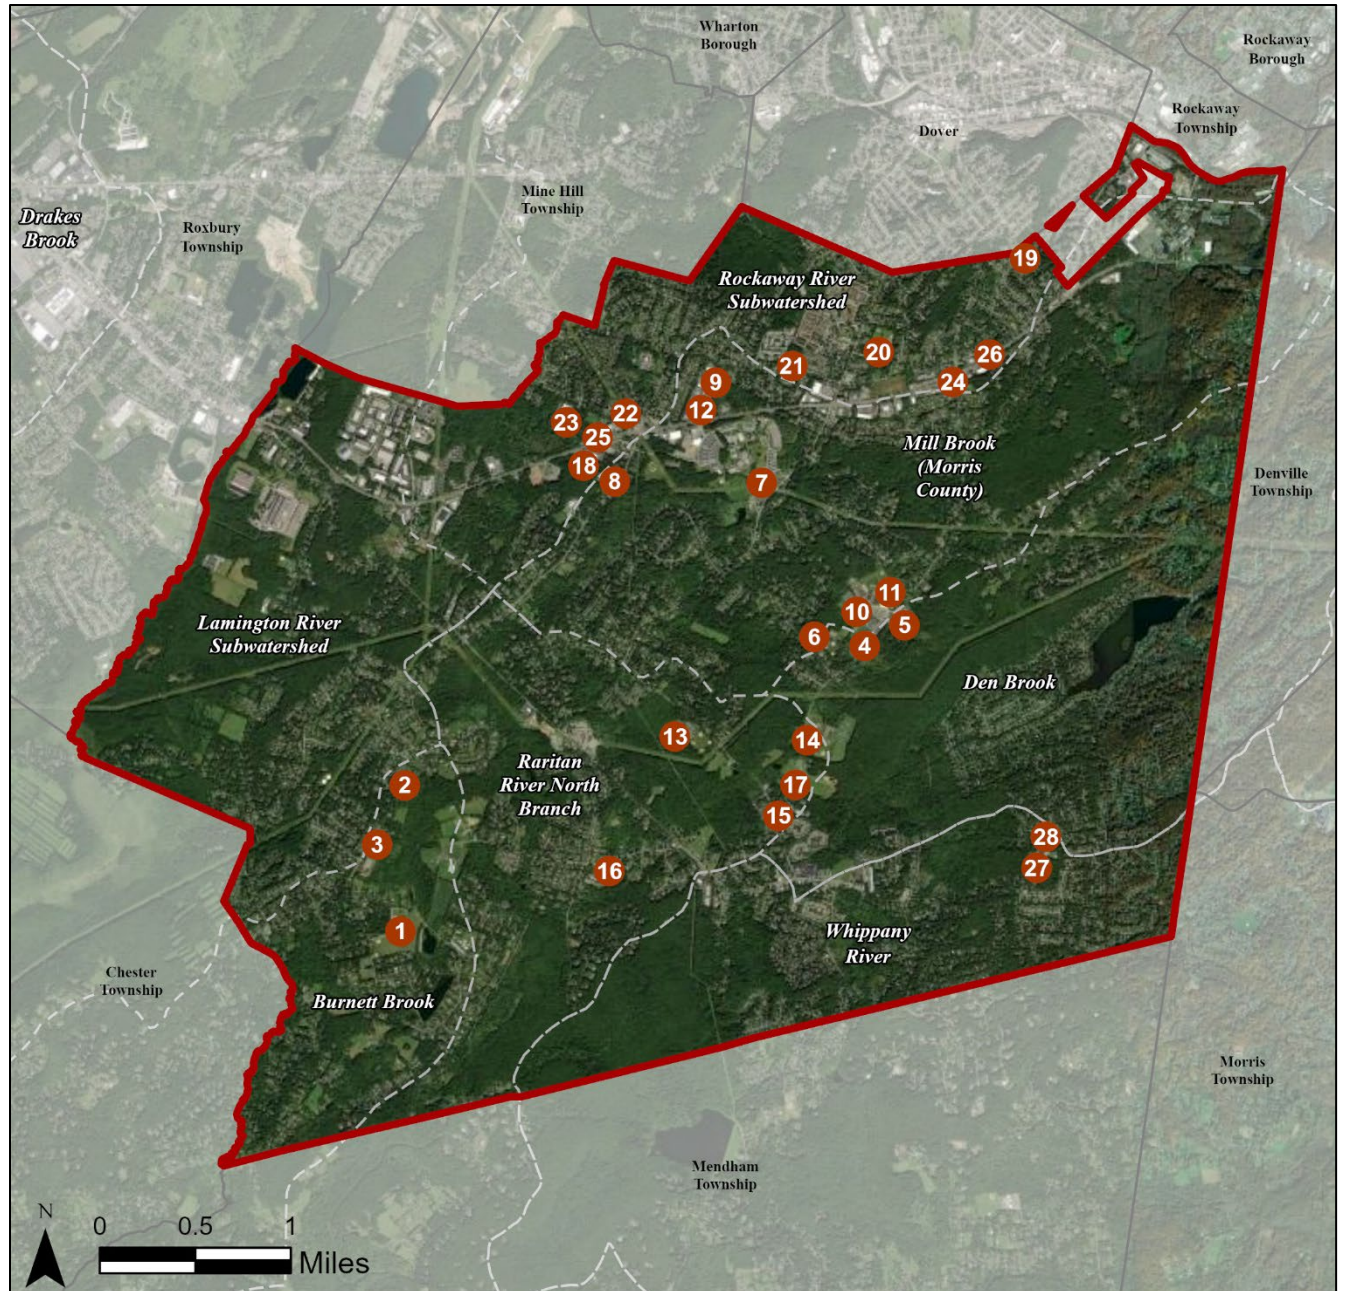 Wharton
Borough
Rockaway
Borough
Rockaway
Township
Dover
Mine Hill
Township
Drakes
Brook
Roxbury
Township
19
Rockaway River
Subwatershed
20
26
21
9
24
12
22
23
25
18
8
7
Mill Brook
(Morris
County)
Denville
Township
11
10
5
6
4
Lamington River
Subwatershed
Den Brook
13
14
Raritan
River North
Branch
2
17
15
3
28
27
16
1
Whippany
River
Chester
Township
Burnett Brook
Morris
Township
Mendham
Township
N
0 0.5 1
Miles